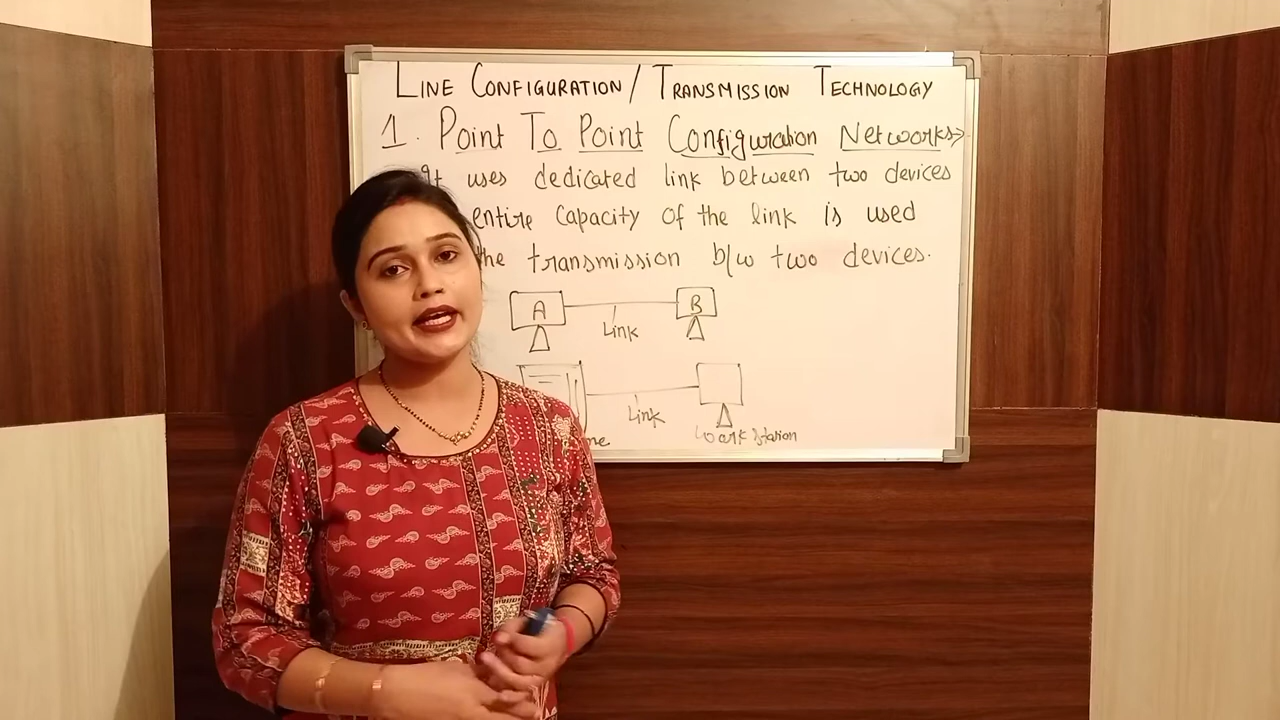 LINE CONFIGURATION / TRANSMISSION TECHNOLOGY
1. Point To Point Configuration Networks→
It uses dedicated link between two devices
entire capacity of the link is used
the transmission b/w two devices.
A B
Link
Link
Work Station